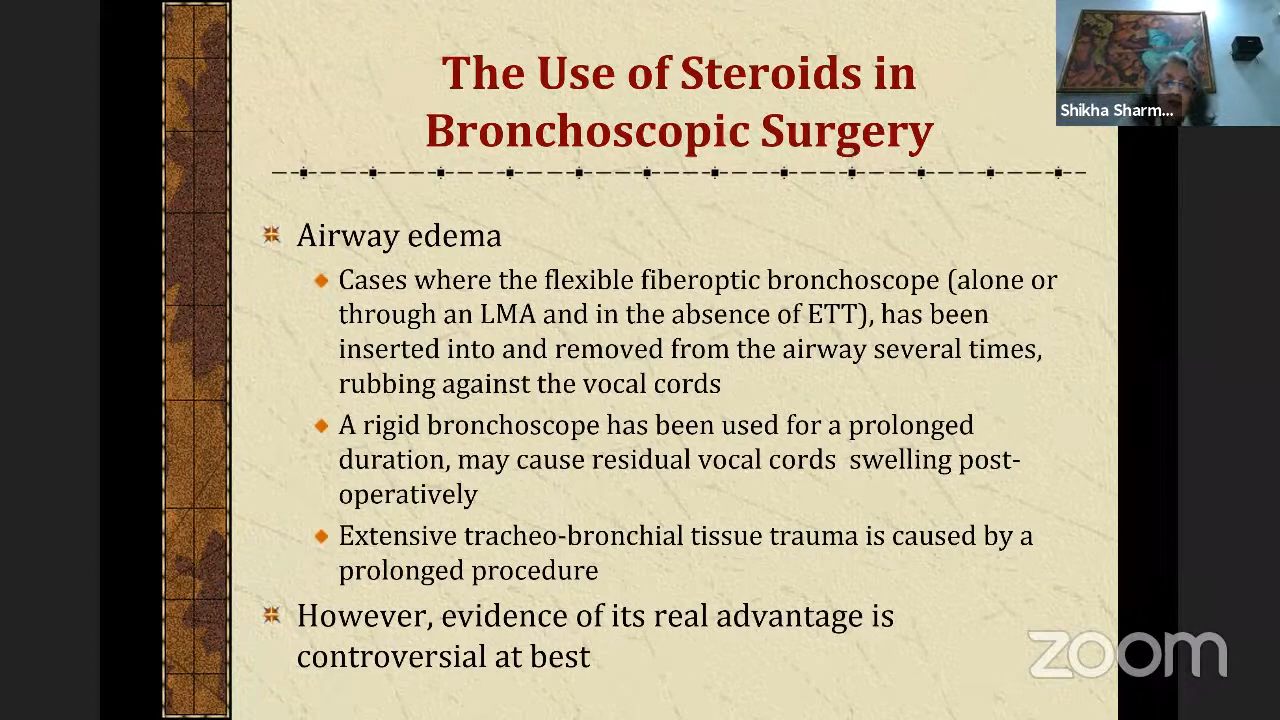 The Use of Steroids in
Bronchoscopic Surgery
Shikha Sharm...
Airway edema
Cases where the flexible fiberoptic bronchoscope (alone or
through an LMA and in the absence of ETT), has been
inserted into and removed from the airway several times,
rubbing against the vocal cords
A rigid bronchoscope has been used for a prolonged
duration, may cause residual vocal cords swelling post-
operatively
Extensive tracheo-bronchial tissue trauma is caused by a
prolonged procedure
However, evidence of its real advantage is
controversial at best
zoom